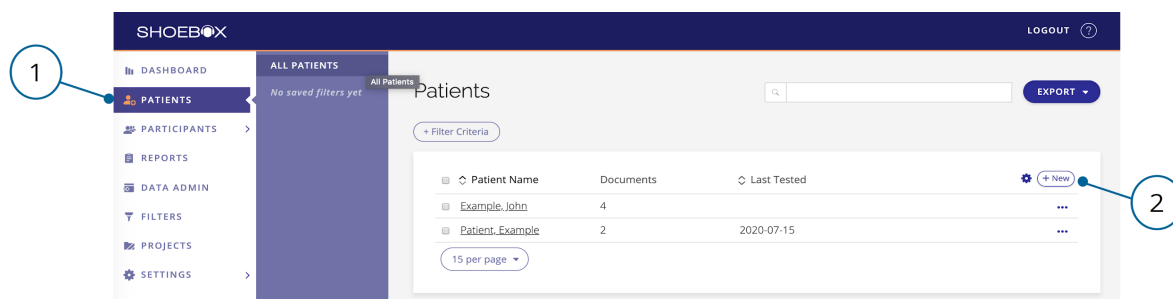 SHOEBOX
LOGOUT ?
1
DASHBOARD
PATIENTS
PARTICIPANTS
REPORTS
DATA ADMIN
FILTERS
PROJECTS
SETTINGS
ALL PATIENTS
All Patients
No saved filters yet
Patients
EXPORT
+ Filter Criteria
Patient Name Documents Last Tested + New
2
Example, John 4
Patient, Example 2 2020-07-15
15 per page